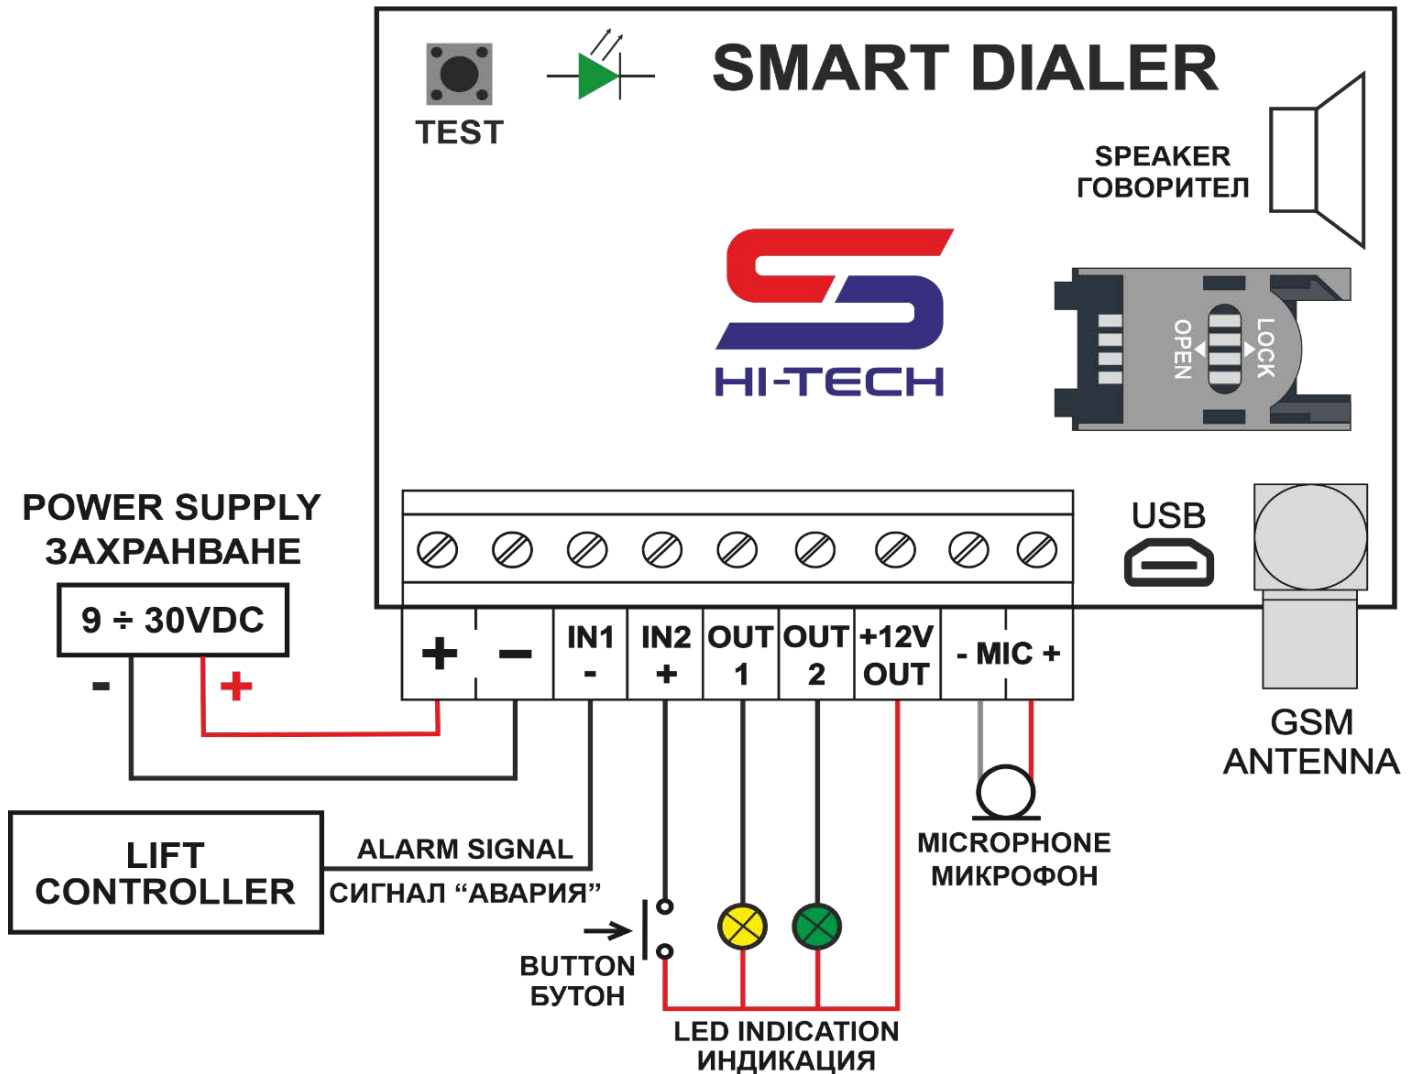 SMART DIALER
TEST
SPEAKER
ГОВОРИТЕЛ
HI-TECH
OPEN
LOCK
USB
GSM
ANTENNA
POWER SUPPLY
ЗАХРАНВАНЕ
9 ÷ 30VDC
- +
+ − IN1 - IN2 + OUT 1 OUT 2 +12V OUT - MIC +
LIFT
CONTROLLER
ALARM SIGNAL
СИГНАЛ “АВАРИЯ”
BUTTON
БУТОН
LED INDICATION
ИНДИКАЦИЯ
MICROPHONE
МИКРОФОН